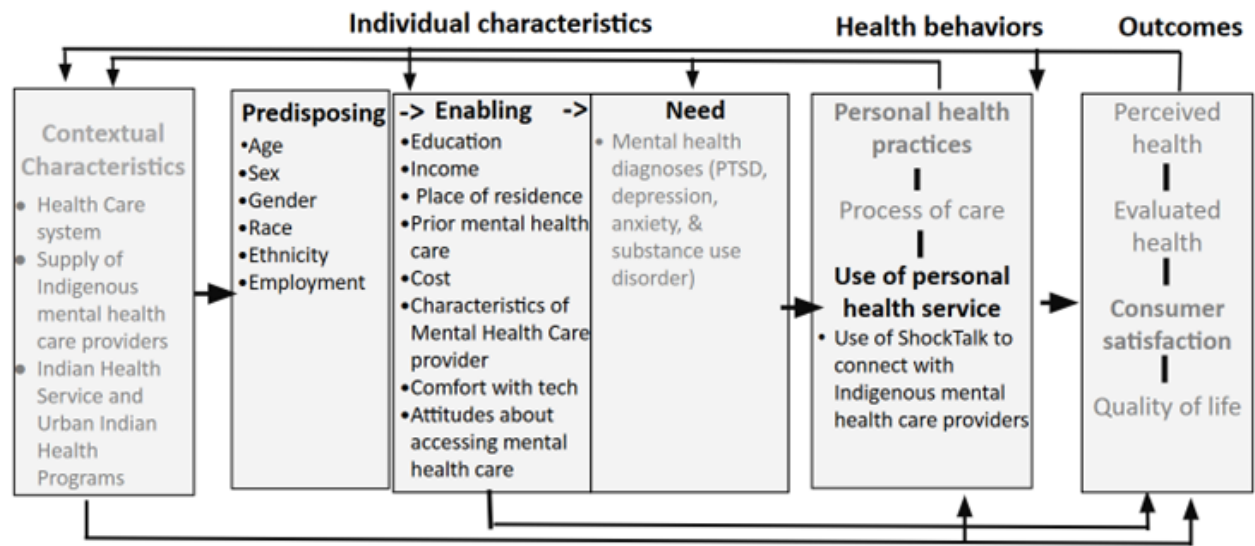 Individual characteristics
Health behaviors
Outcomes
Contextual
Characteristics
● Health Care
system
● Supply of
Indigenous
mental health
care providers
● Indian Health
Service and
Urban Indian
Health
Programs
Predisposing
•Age
•Sex
•Gender
•Race
•Ethnicity
•Employment
-> Enabling ->
•Education
•Income
• Place of residence
•Prior mental health
care
•Cost
•Characteristics of
Mental Health Care
provider
•Comfort with tech
•Attitudes about
accessing mental
health care
Need
• Mental health
diagnoses (PTSD,
depression,
anxiety, &
substance use
disorder)
Personal health
practices
Process of care
Use of personal
health service
• Use of ShockTalk to
connect with
Indigenous mental
health care providers
Perceived
health
Evaluated
health
Consumer
satisfaction
Quality of life